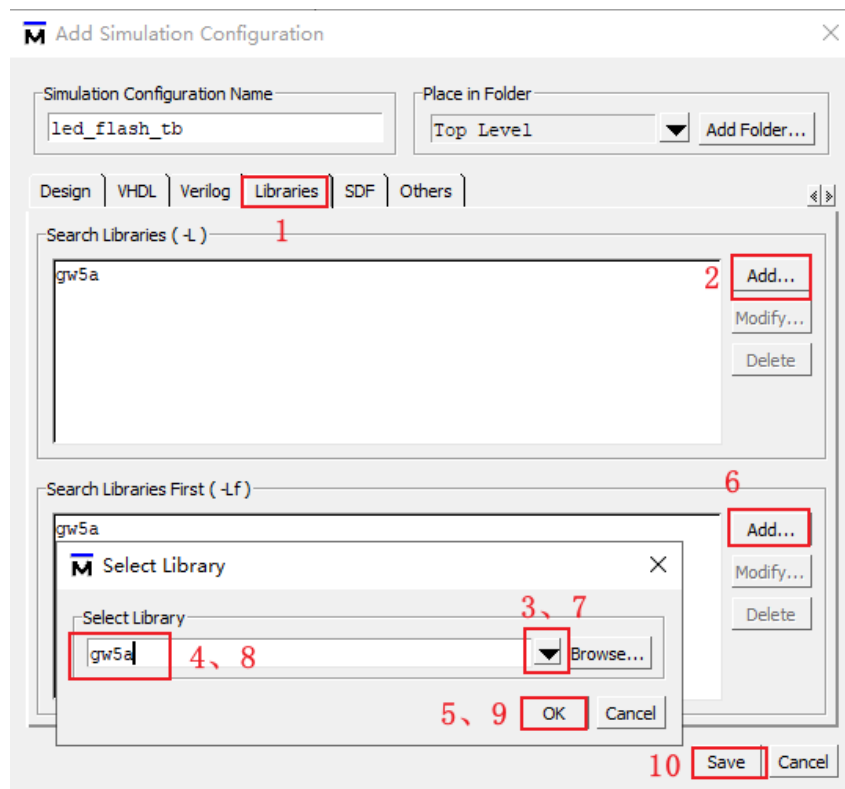 Add Simulation Configuration
Simulation Configuration Name
Place in Folder
led_flash_tb
Top Level
Add Folder...
Design VHDL Verilog Libraries SDF Others
1
Search Libraries ( -L )
gw5a
2
Add...
Modify...
Delete
Search Libraries First ( -Lf )
6
gw5a
Add...
Modify...
Delete
Select Library
Select Library
3、7
gw5a
4、8
Browse...
5、9
OK
Cancel
10
Save
Cancel